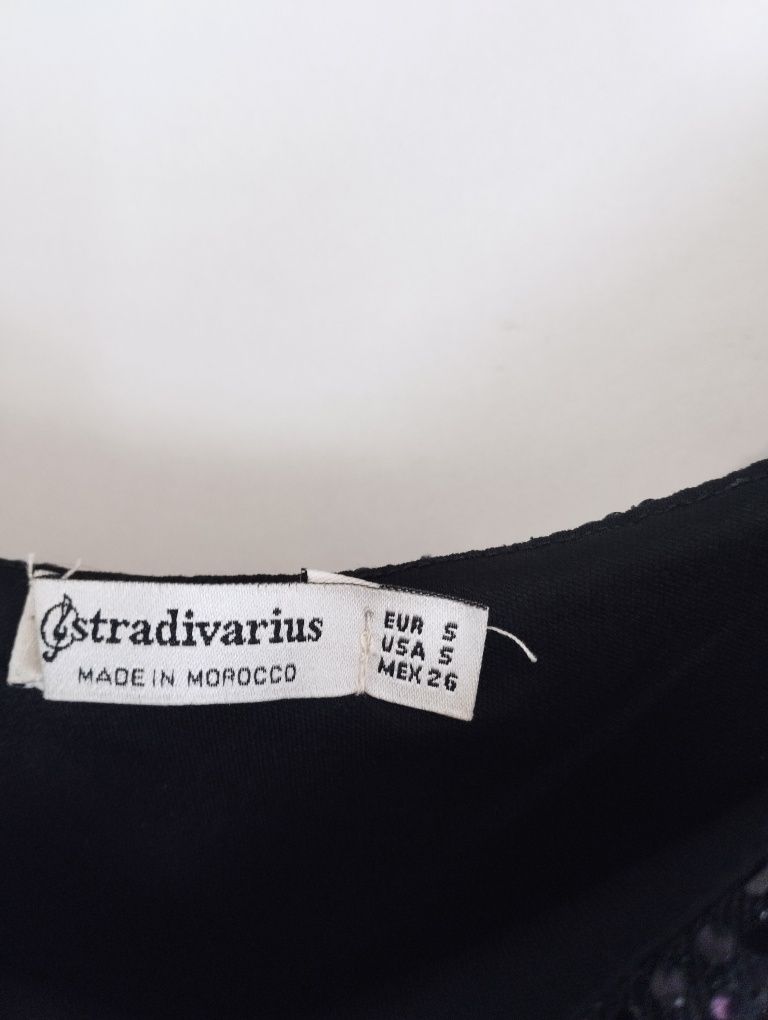 stradivarius
MADE IN MOROCCO
EUR S
USA S
MEX 26